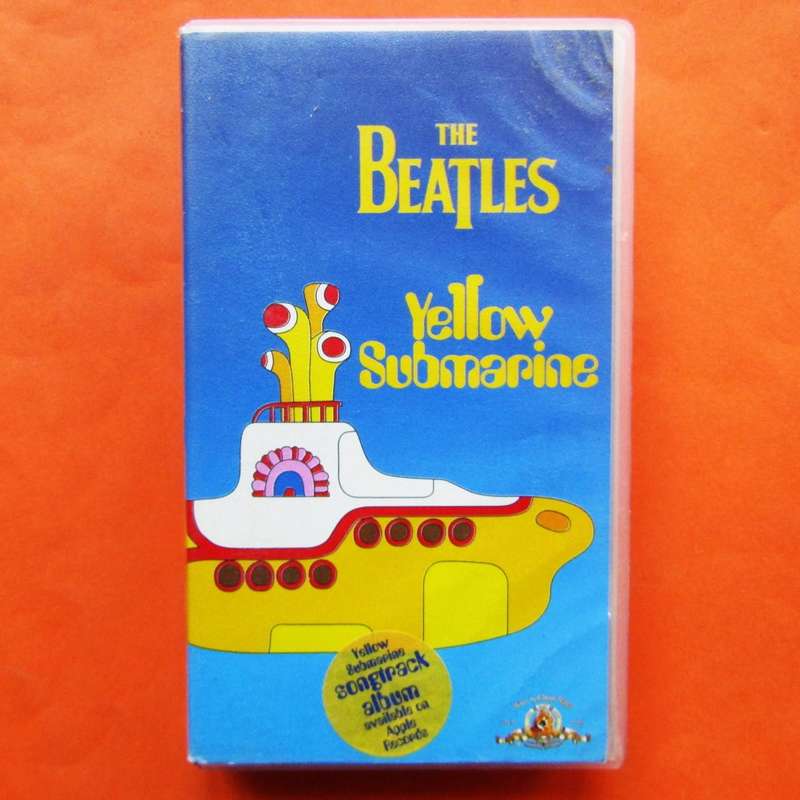 THE
BEATLES
Yellow
Submarine
Yellow
Submarine
songtrack
album
available on
Apple
Records